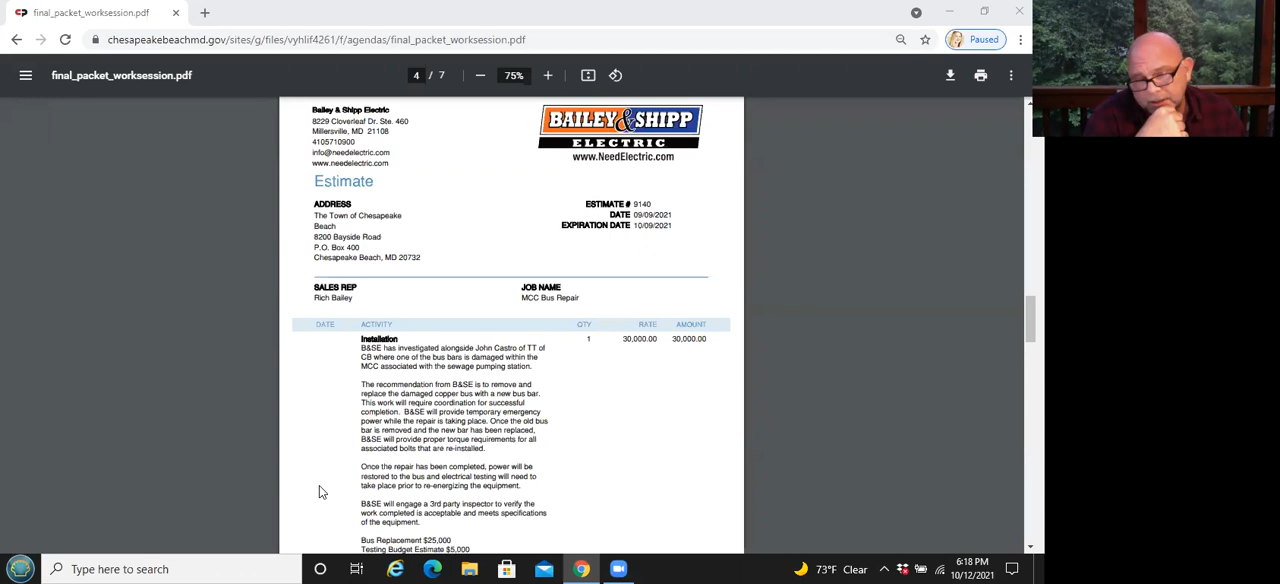 final_packet_worksession.pdf
chesapeakebeachmd.gov/sites/g/files/vyhlif4261/f/agendas/final_packet_worksession.pdf
Paused
final_packet_worksession.pdf
4 / 7
75%
Bailey & Shipp Electric
8229 Cloverleaf Dr. Ste. 460
Millersville, MD 21108
4105710900
info@needelectric.com
www.needelectric.com
BAILEY & SHIPP
ELECTRIC
www.NeedElectric.com
Estimate
ADDRESS
The Town of Chesapeake
Beach
8200 Bayside Road
P.O. Box 400
Chesapeake Beach, MD 20732
ESTIMATE # 9140
DATE 09/09/2021
EXPIRATION DATE 10/09/2021
SALES REP
Rich Bailey
JOB NAME
MCC Bus Repair
DATE ACTIVITY QTY RATE AMOUNT
Installation 1 30,000.00 30,000.00
B&SE has investigated alongside John Castro of TT of
CB where one of the bus bars is damaged within the
MCC associated with the sewage pumping station.
The recommendation from B&SE is to remove and
replace the damaged copper bus with a new bus bar.
This work will require coordination for successful
completion. B&SE will provide temporary emergency
power while the repair is taking place. Once the old bus
bar is removed and the new bar has been replaced,
B&SE will provide proper torque requirements for all
associated bolts that are re-installed.
Once the repair has been completed, power will be
restored to the bus and electrical testing will need to
take place prior to re-energizing the equipment.
B&SE will engage a 3rd party inspector to verify the
work completed is acceptable and meets specifications
of the equipment.
Bus Replacement $25,000
Testing Budget Estimate $5,000
Type here to search
73°F Clear
6:18 PM
10/12/2021